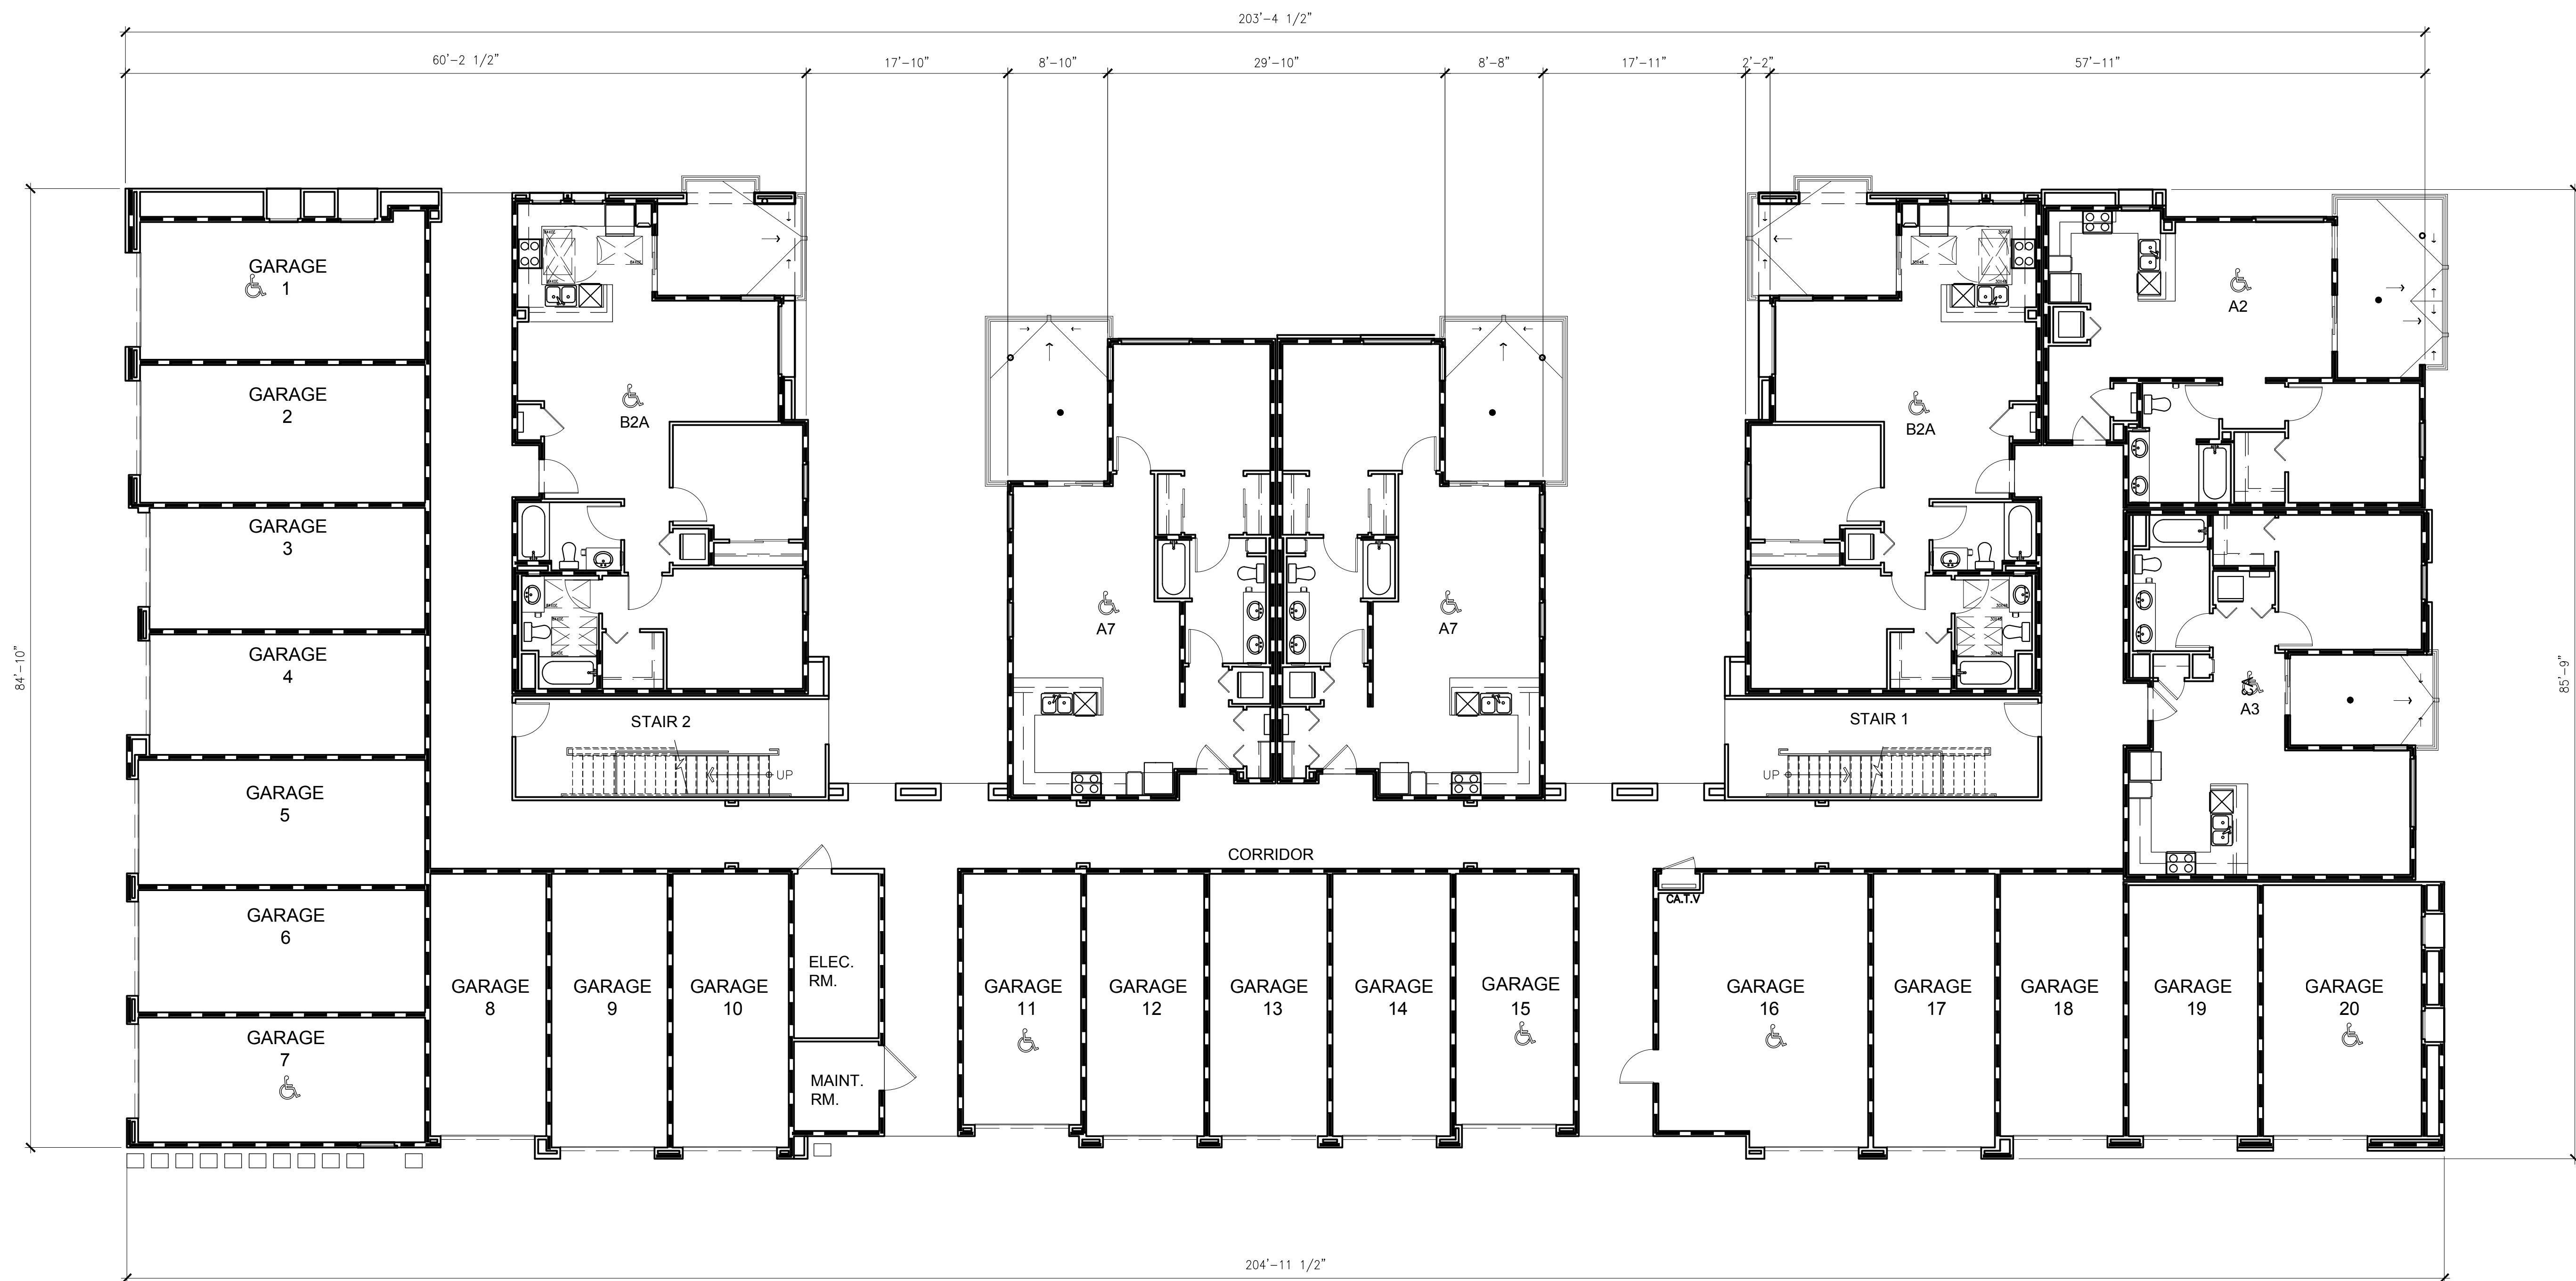 203'-4 1/2"
60'-2 1/2"
17'-10"
8'-10"
29'-10"
8'-8"
17'-11"
2'-2"
57'-11"
84'-10"
85'-9"
GARAGE
1
GARAGE
2
GARAGE
3
GARAGE
4
GARAGE
5
GARAGE
6
GARAGE
7
B2A
A7
A7
B2A
A2
A3
STAIR 2
UP
STAIR 1
UP
CORRIDOR
CA.T.V
GARAGE
8
GARAGE
9
GARAGE
10
ELEC.
RM.
MAINT.
RM.
GARAGE
11
GARAGE
12
GARAGE
13
GARAGE
14
GARAGE
15
GARAGE
16
GARAGE
17
GARAGE
18
GARAGE
19
GARAGE
20
204'-11 1/2"